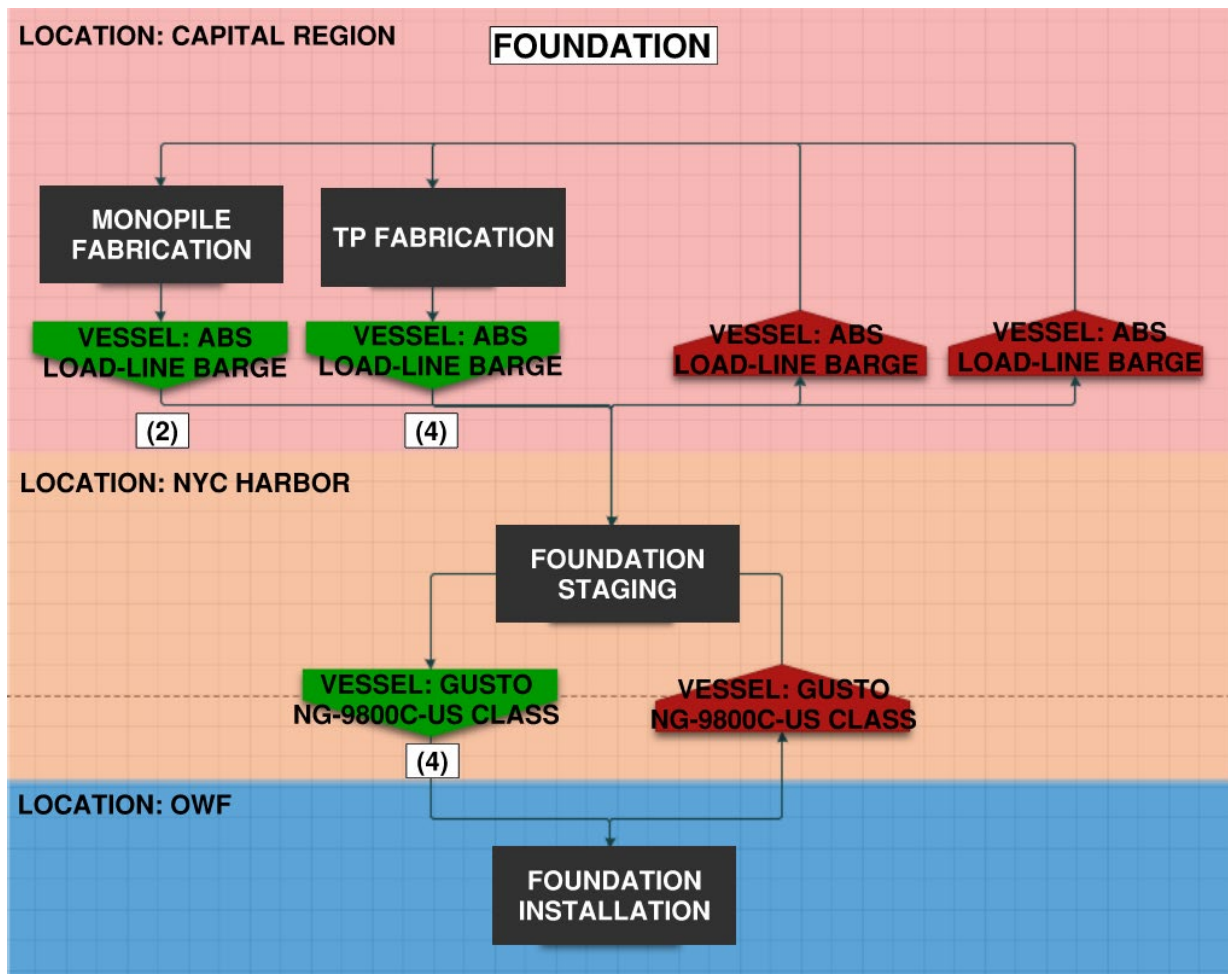 LOCATION: CAPITAL REGION
FOUNDATION
MONOPILE
FABRICATION
TP FABRICATION
VESSEL: ABS
LOAD-LINE BARGE
VESSEL: ABS
LOAD-LINE BARGE
VESSEL: ABS
LOAD-LINE BARGE
VESSEL: ABS
LOAD-LINE BARGE
(2)
(4)
LOCATION: NYC HARBOR
FOUNDATION
STAGING
VESSEL: GUSTO
NG-9800C-US CLASS
VESSEL: GUSTO
NG-9800C-US CLASS
(4)
LOCATION: OWF
FOUNDATION
INSTALLATION